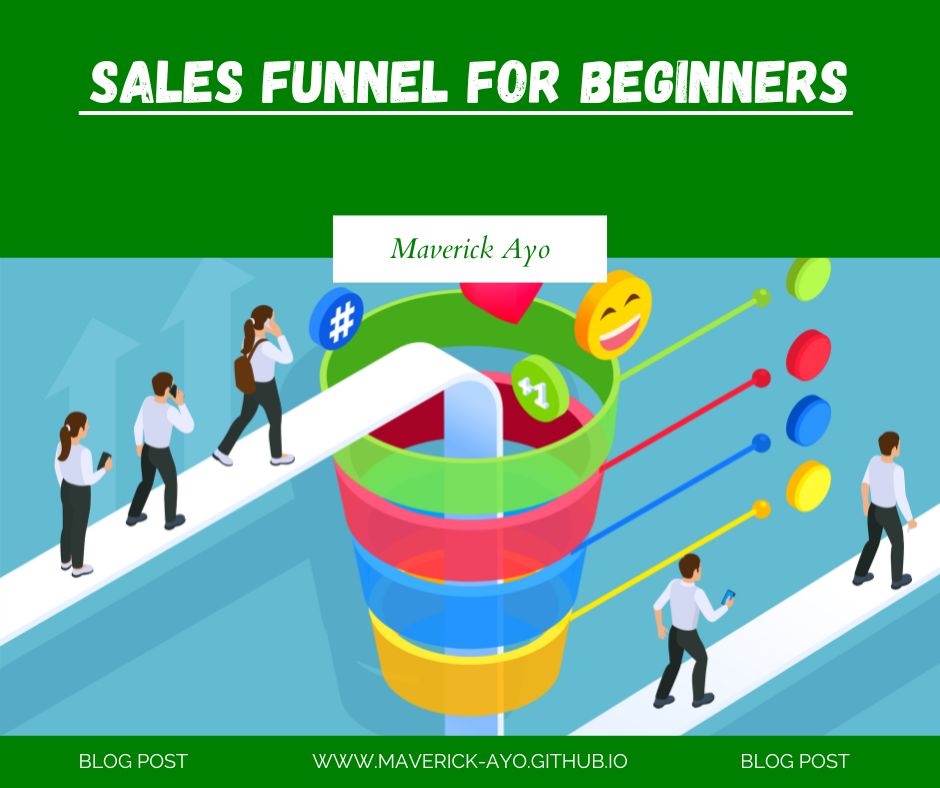 SALES FUNNEL FOR BEGINNERS
Maverick Ayo
#
+1
BLOG POST WWW.MAVERICK-AYO.GITHUB.IO BLOG POST